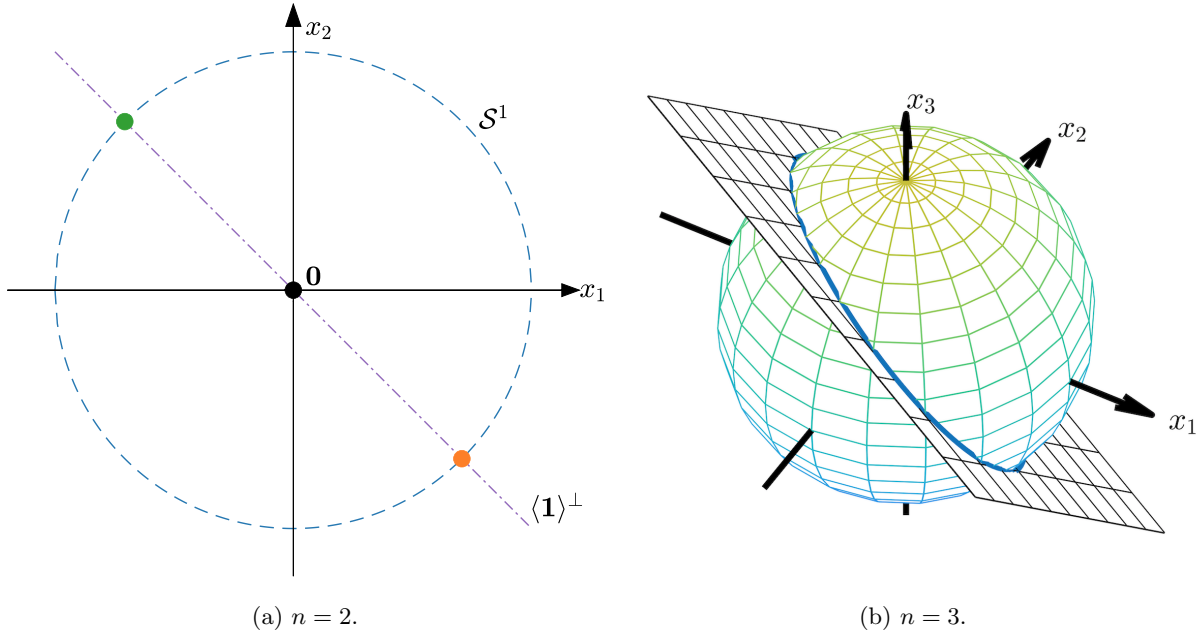 x₂
𝒮¹
𝟎
x₁
⟨𝟏⟩⊥
(a) n = 2.
x₃
x₂
x₁
(b) n = 3.